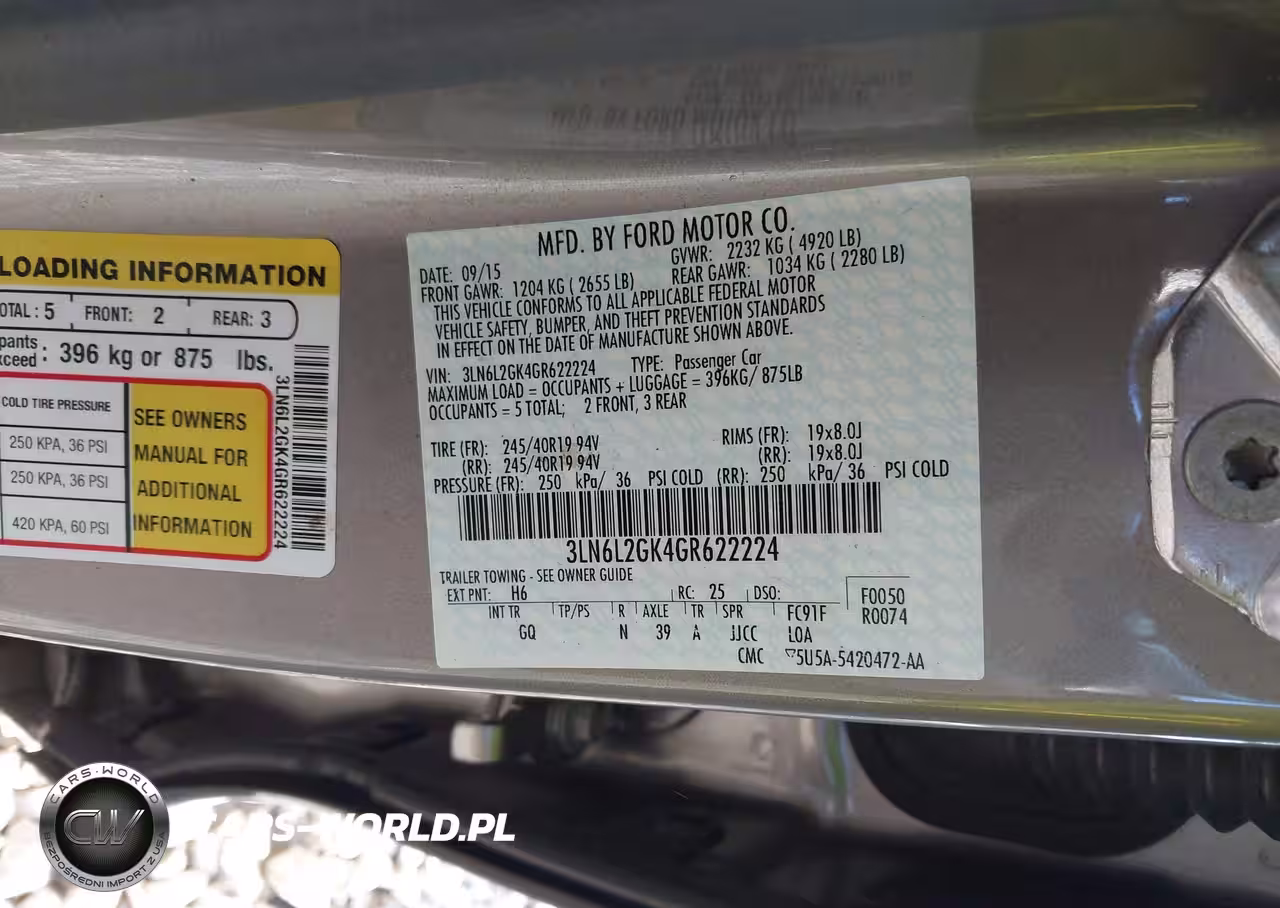 LOADING INFORMATION
OTAL : 5 FRONT: 2 REAR: 3
pants
xceed : 396 kg or 875 lbs.
COLD TIRE PRESSURE
250 KPA, 36 PSI
250 KPA, 36 PSI
420 KPA, 60 PSI
SEE OWNERS
MANUAL FOR
ADDITIONAL
INFORMATION
3LN6L2GK4GR622224
MFD. BY FORD MOTOR CO.
DATE: 09/15 GVWR: 2232 KG ( 4920 LB)
FRONT GAWR: 1204 KG ( 2655 LB) REAR GAWR: 1034 KG ( 2280 LB)
THIS VEHICLE CONFORMS TO ALL APPLICABLE FEDERAL MOTOR
VEHICLE SAFETY, BUMPER, AND THEFT PREVENTION STANDARDS
IN EFFECT ON THE DATE OF MANUFACTURE SHOWN ABOVE.
VIN: 3LN6L2GK4GR622224 TYPE: Passenger Car
MAXIMUM LOAD = OCCUPANTS + LUGGAGE = 396KG/ 875LB
OCCUPANTS = 5 TOTAL; 2 FRONT, 3 REAR
TIRE (FR): 245/40R19 94V RIMS (FR): 19x8.0J
(RR): 245/40R19 94V (RR): 19x8.0J
PRESSURE (FR): 250 kPa/ 36 PSI COLD (RR): 250 kPa/ 36 PSI COLD
3LN6L2GK4GR622224
TRAILER TOWING - SEE OWNER GUIDE
EXT PNT: H6 RC: 25 DSO: F0050
INT TR TP/PS R AXLE TR SPR FC91F R0074
GQ N 39 A JJCC LOA
CMC 5U5A-5420472-AA
CARS-WORLD
CW
BEZPOŚREDNI IMPORT Z USA
CARS-WORLD.PL